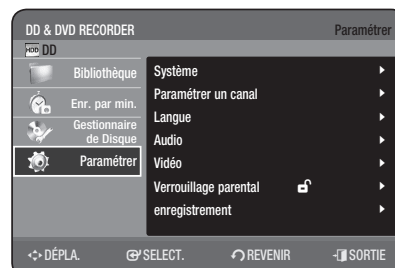 DD & DVD RECORDER Paramétrer
HDD DD
Bibliothèque
Enr. par min.
Gestionnaire
de Disque
Paramétrer
Système
Paramétrer un canal
Langue
Audio
Vidéo
Verrouillage parental
enregistrement
DÉPLA. SELECT. REVENIR SORTIE